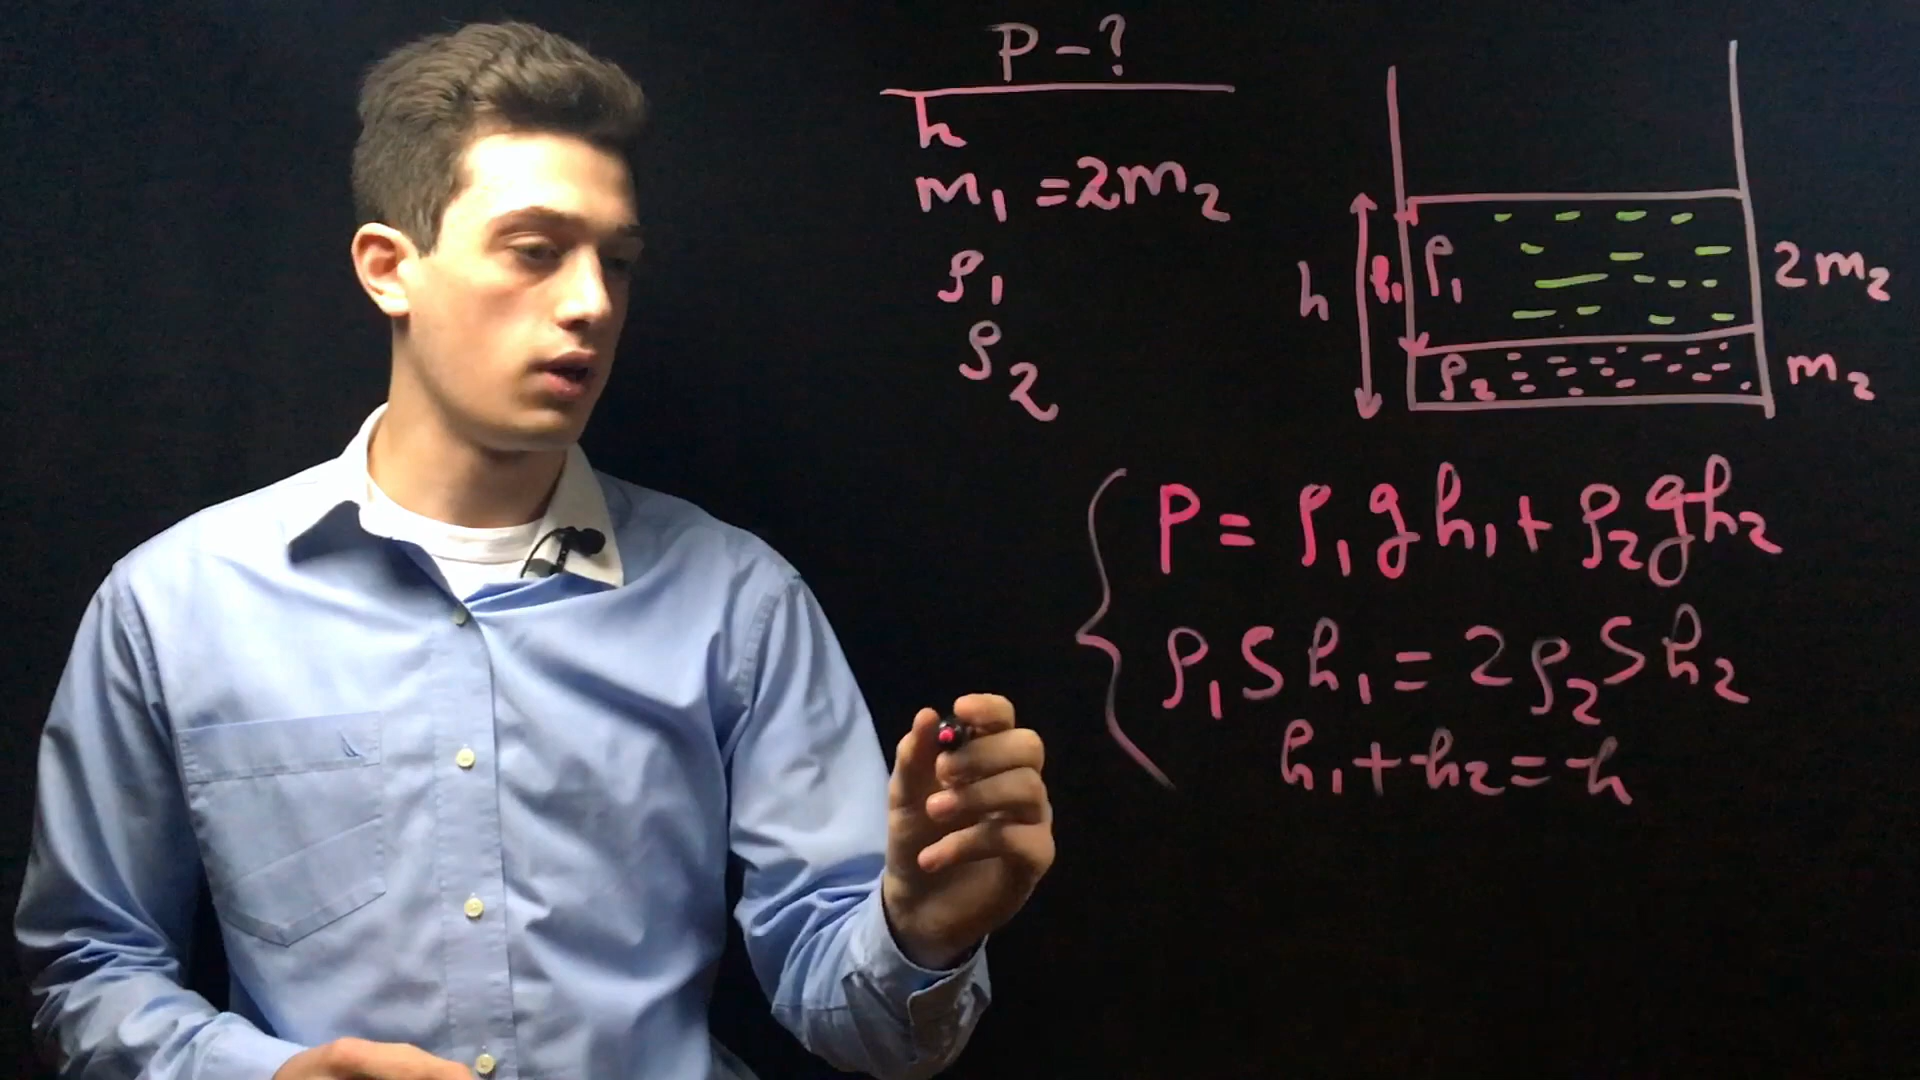 P – ?
h
m₁ = 2m₂
ρ₁
ρ₂
h
h₁
ρ₁
2m₂
ρ₂
m₂
P = ρ₁gh₁ + ρ₂gh₂
ρ₁Sh₁ = 2ρ₂Sh₂
h₁ + h₂ = h